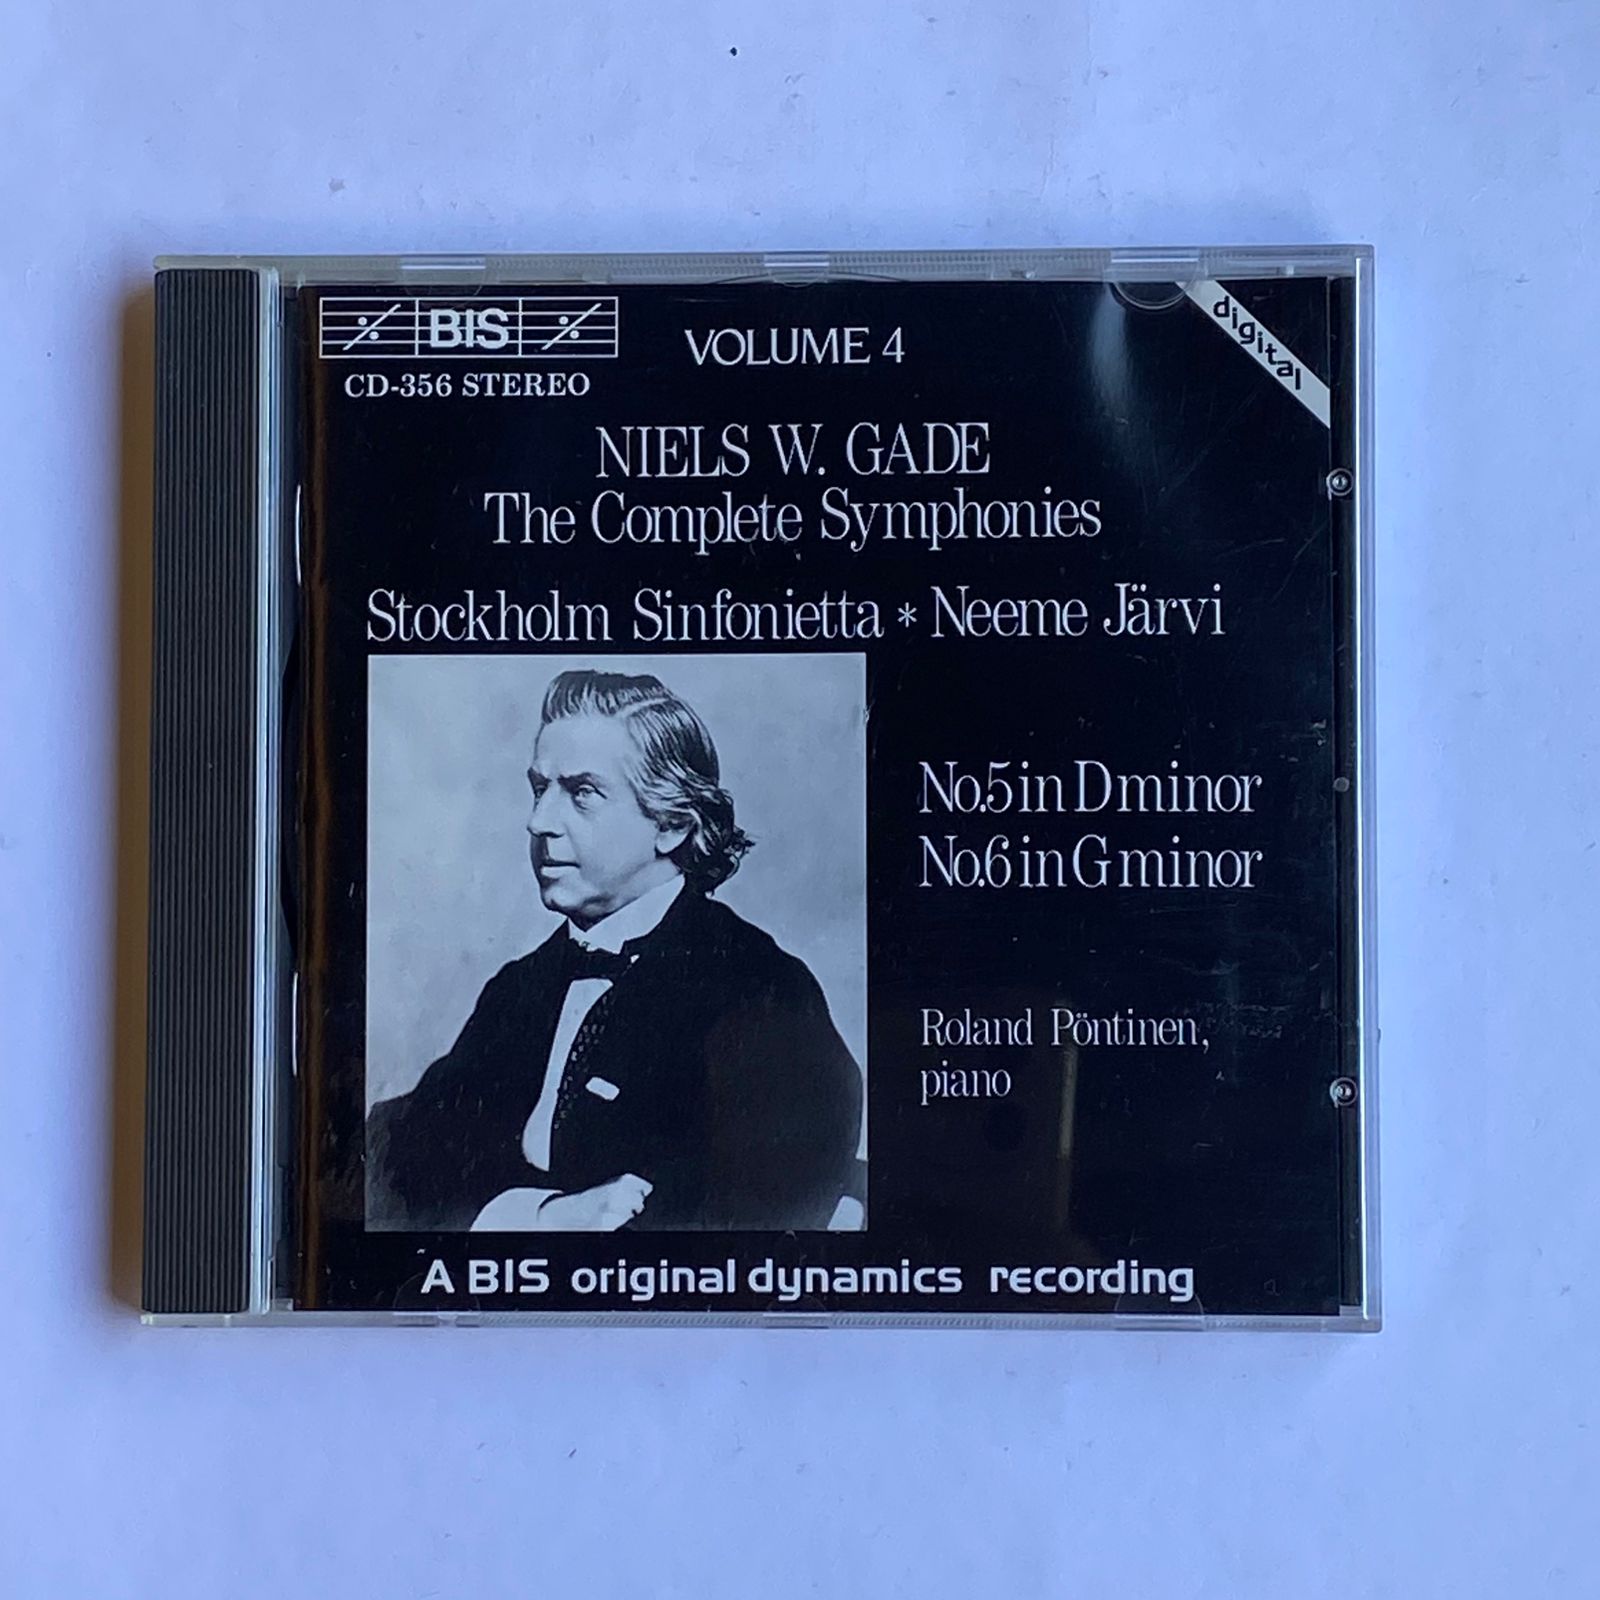 BIS
CD-356 STEREO
VOLUME 4
digital
NIELS W. GADE
The Complete Symphonies
Stockholm Sinfonietta * Neeme Järvi
No.5 in D minor
No.6 in G minor
Roland Pöntinen,
piano
A BIS original dynamics recording